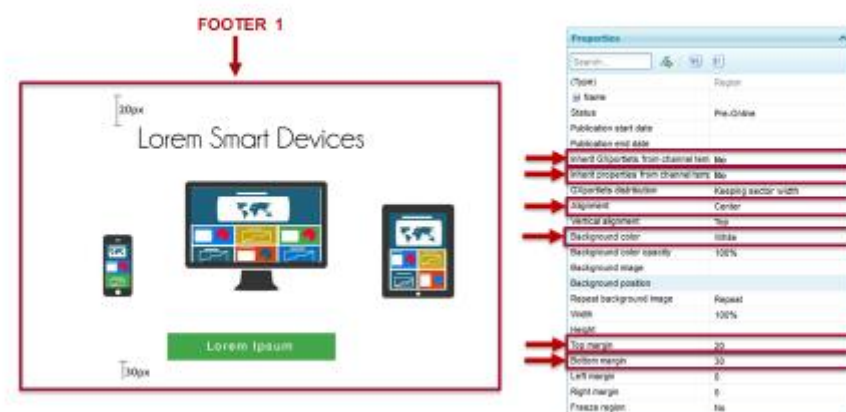 FOOTER 1
20px
Lorem Smart Devices
Lorem Ipsum
30px
Properties
Search...
(Type) Region
Name
Status Pre-Online
Publication start date
Publication end date
Inherit GXportlets from channel tem No
Inherit properties from channel tem No
GXportlets distribution Keeping sector width
Alignment Center
Vertical alignment Top
Background color White
Background color opacity 100%
Background image
Background position
Repeat background image Repeat
Width 100%
Height
Top margin 20
Bottom margin 30
Left margin 0
Right margin 0
Freeze region No